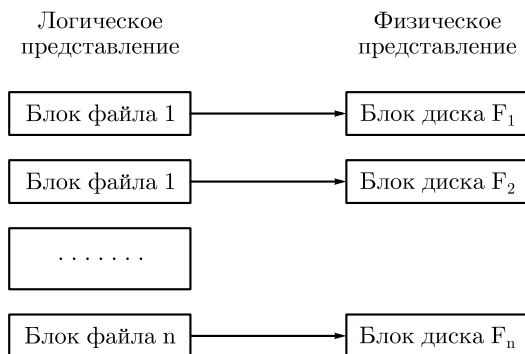 Логическое
представление
Физическое
представление
Блок файла 1
Блок диска F₁
Блок файла 1
Блок диска F₂
. . . . . . .
Блок файла n
Блок диска Fₙ